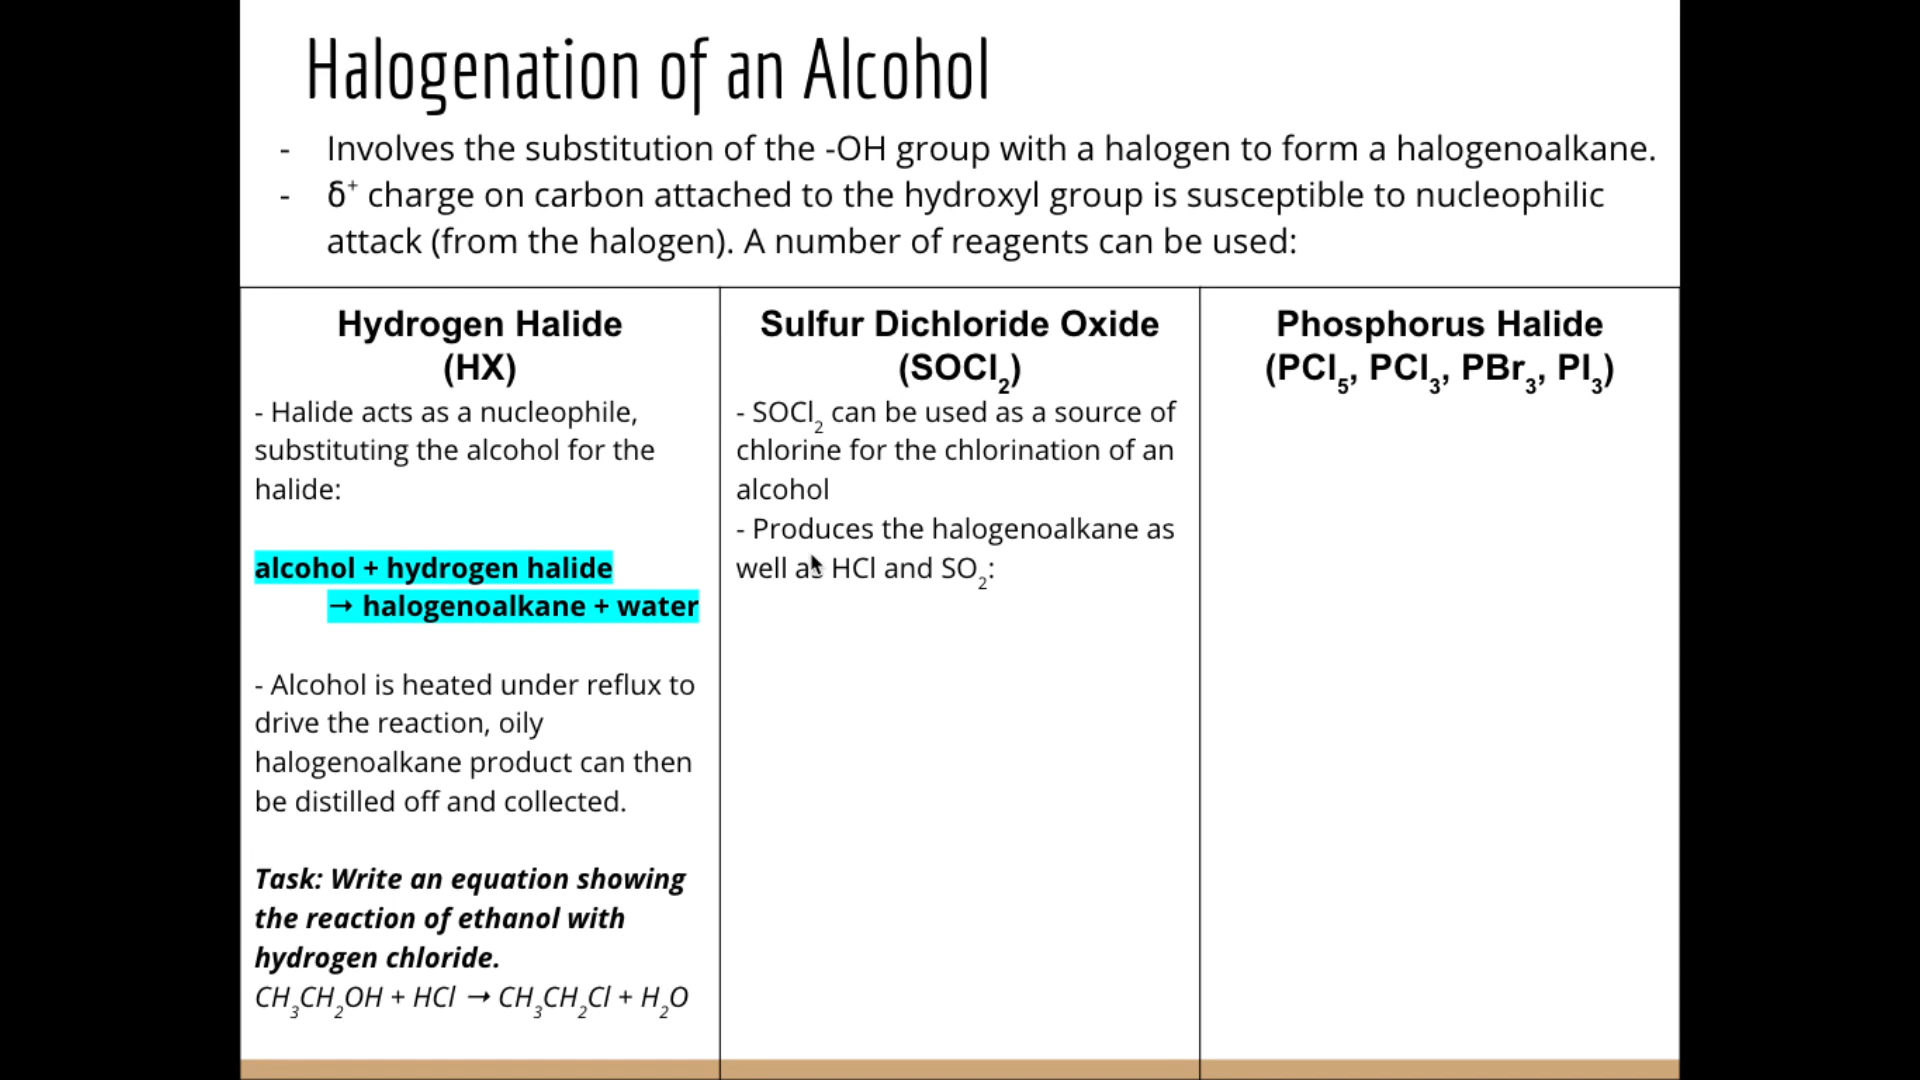 Halogenation of an Alcohol
- Involves the substitution of the -OH group with a halogen to form a halogenoalkane.
- δ⁺ charge on carbon attached to the hydroxyl group is susceptible to nucleophilic
attack (from the halogen). A number of reagents can be used:
Hydrogen Halide
(HX)
- Halide acts as a nucleophile,
substituting the alcohol for the
halide:
alcohol + hydrogen halide
→ halogenoalkane + water
- Alcohol is heated under reflux to
drive the reaction, oily
halogenoalkane product can then
be distilled off and collected.
Task: Write an equation showing
the reaction of ethanol with
hydrogen chloride.
CH₃CH₂OH + HCl → CH₃CH₂Cl + H₂O
Sulfur Dichloride Oxide
(SOCl₂)
- SOCl₂ can be used as a source of
chlorine for the chlorination of an
alcohol
- Produces the halogenoalkane as
well as HCl and SO₂:
Phosphorus Halide
(PCl₅, PCl₃, PBr₃, PI₃)